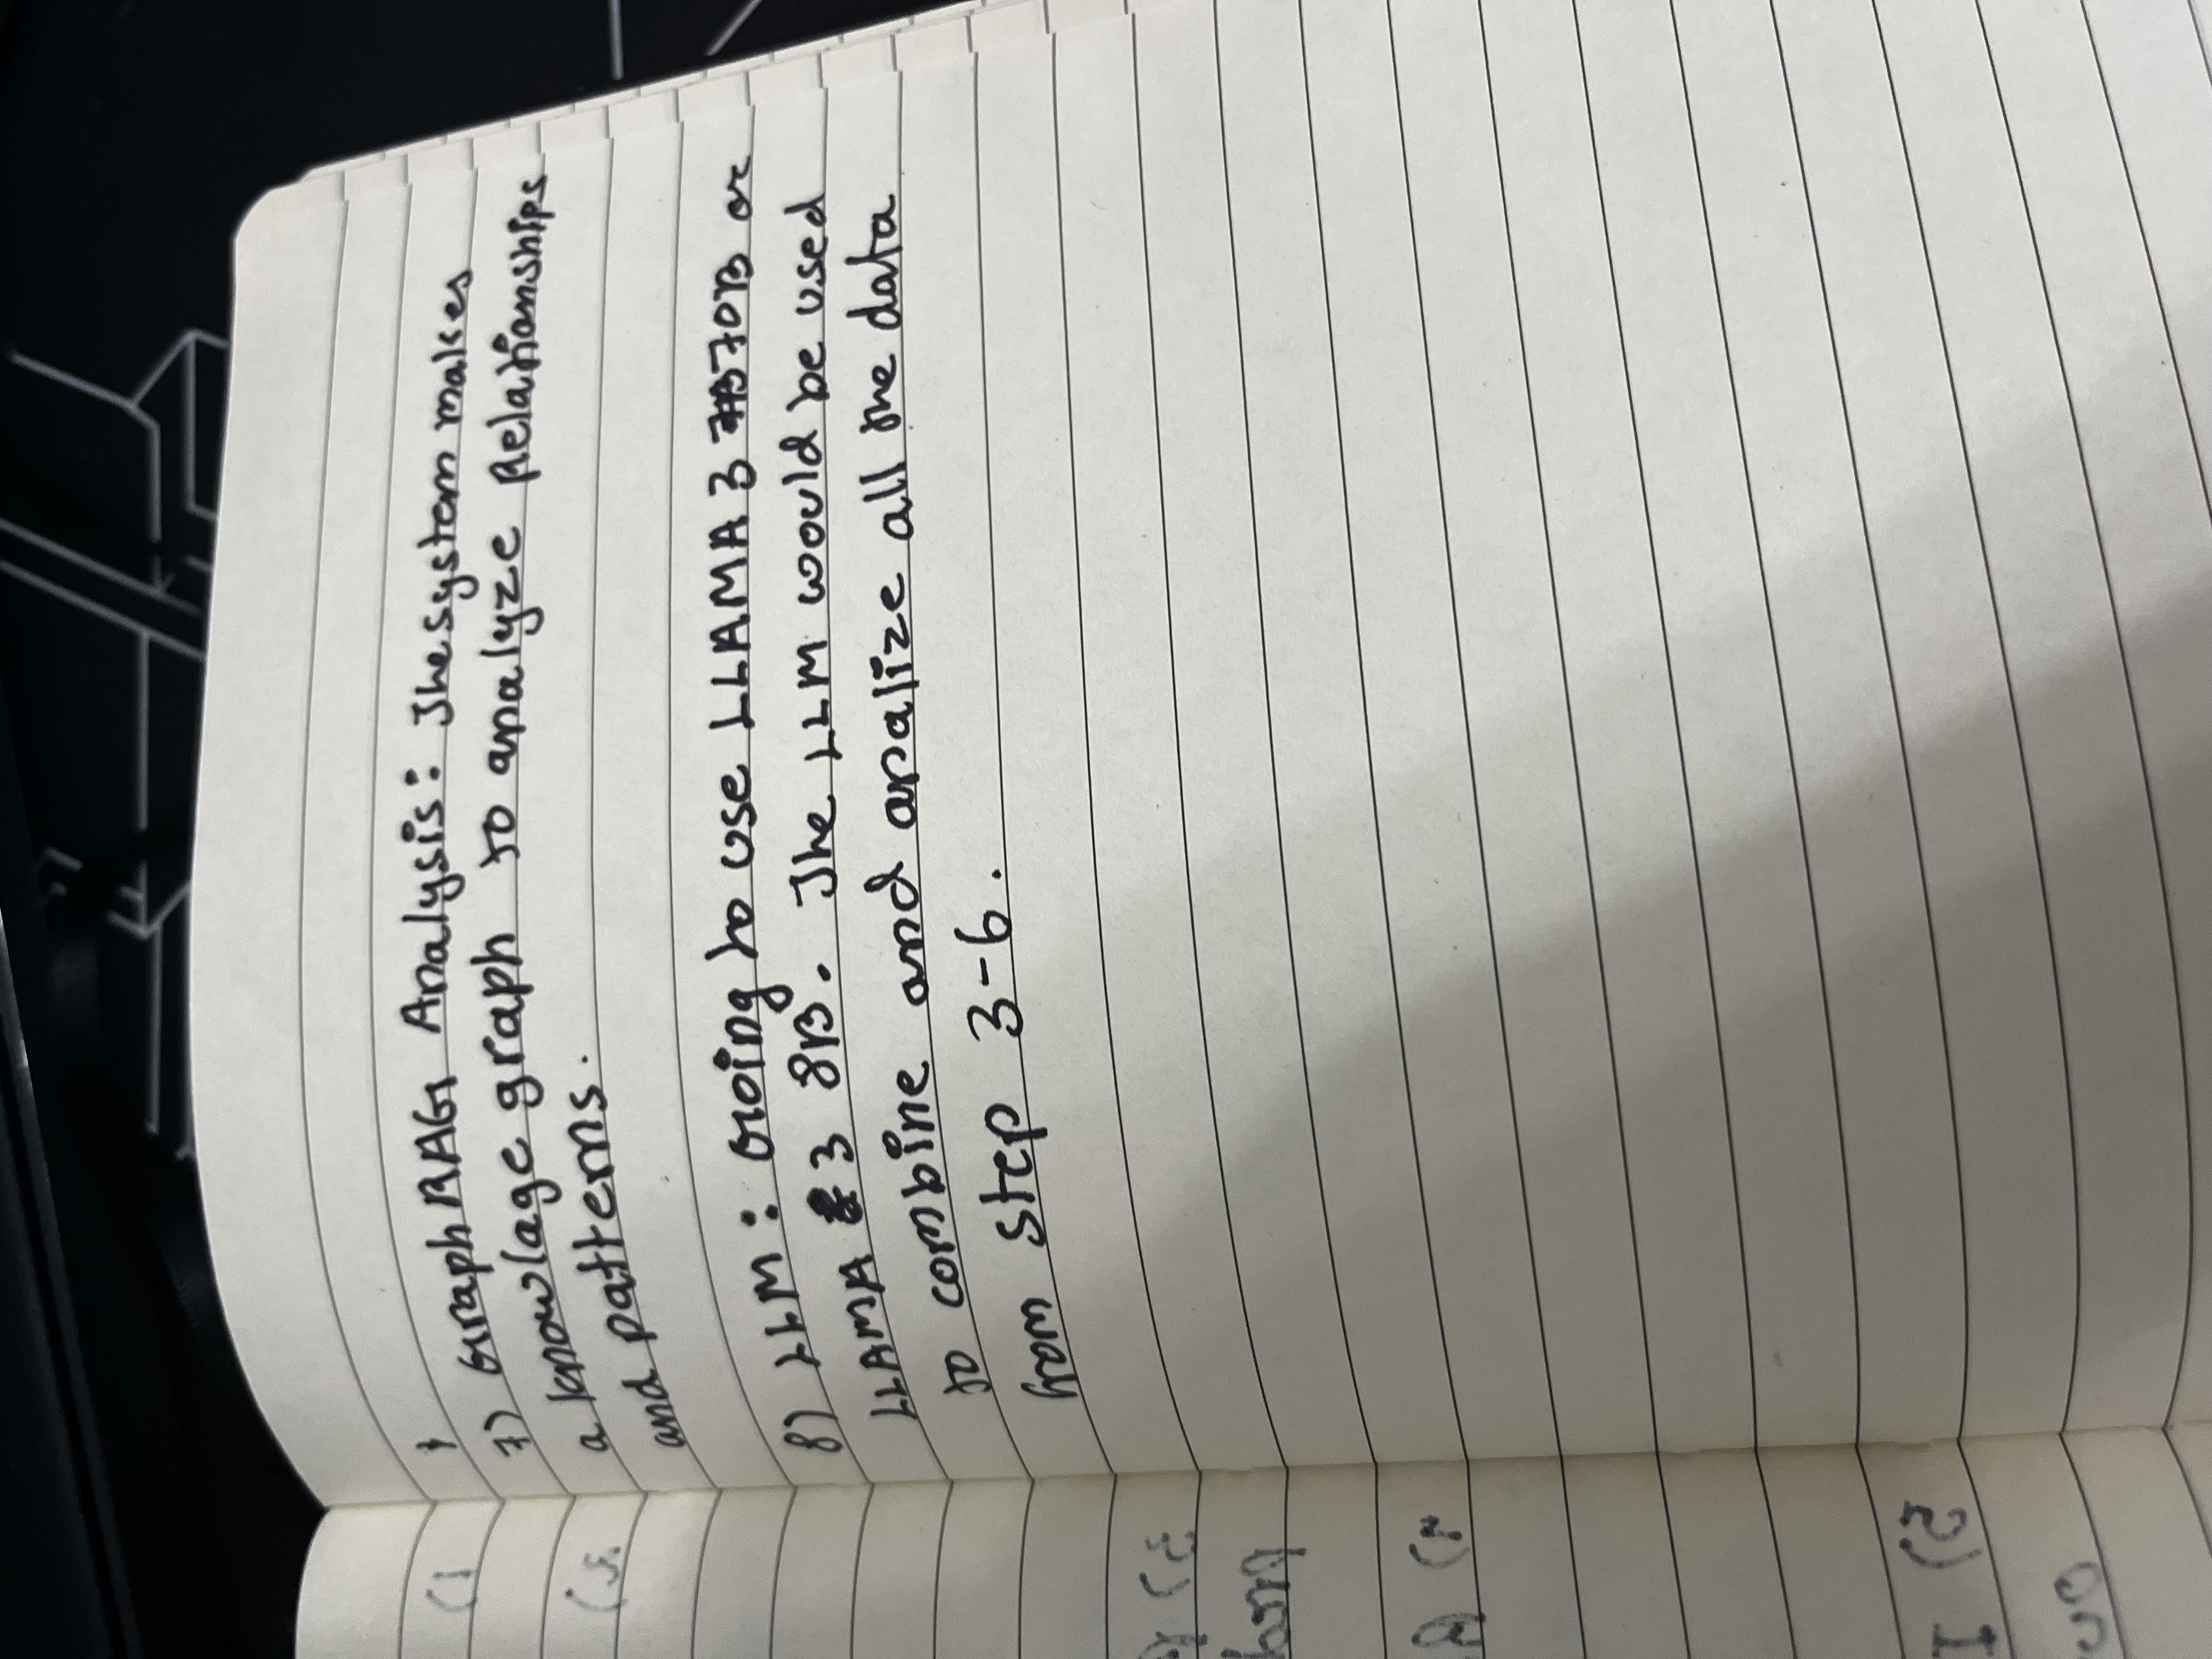 7) Graph RAG Analysis: The system makes
a knowlage graph to analyze Relationships
and patterns.
8) LLM: Going to use LLAMA 3 70B or
LLAMA 3 8B. The LLM would be used
to combine and analize all the data
from step 3-6.